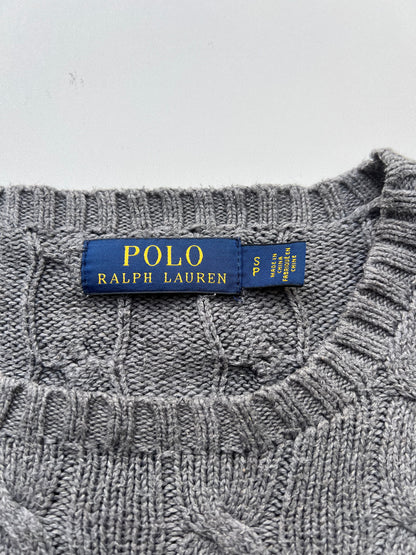 POLO
RALPH LAUREN
S
P
MADE IN
CHINA
FABRIQUÉ EN
CHINE